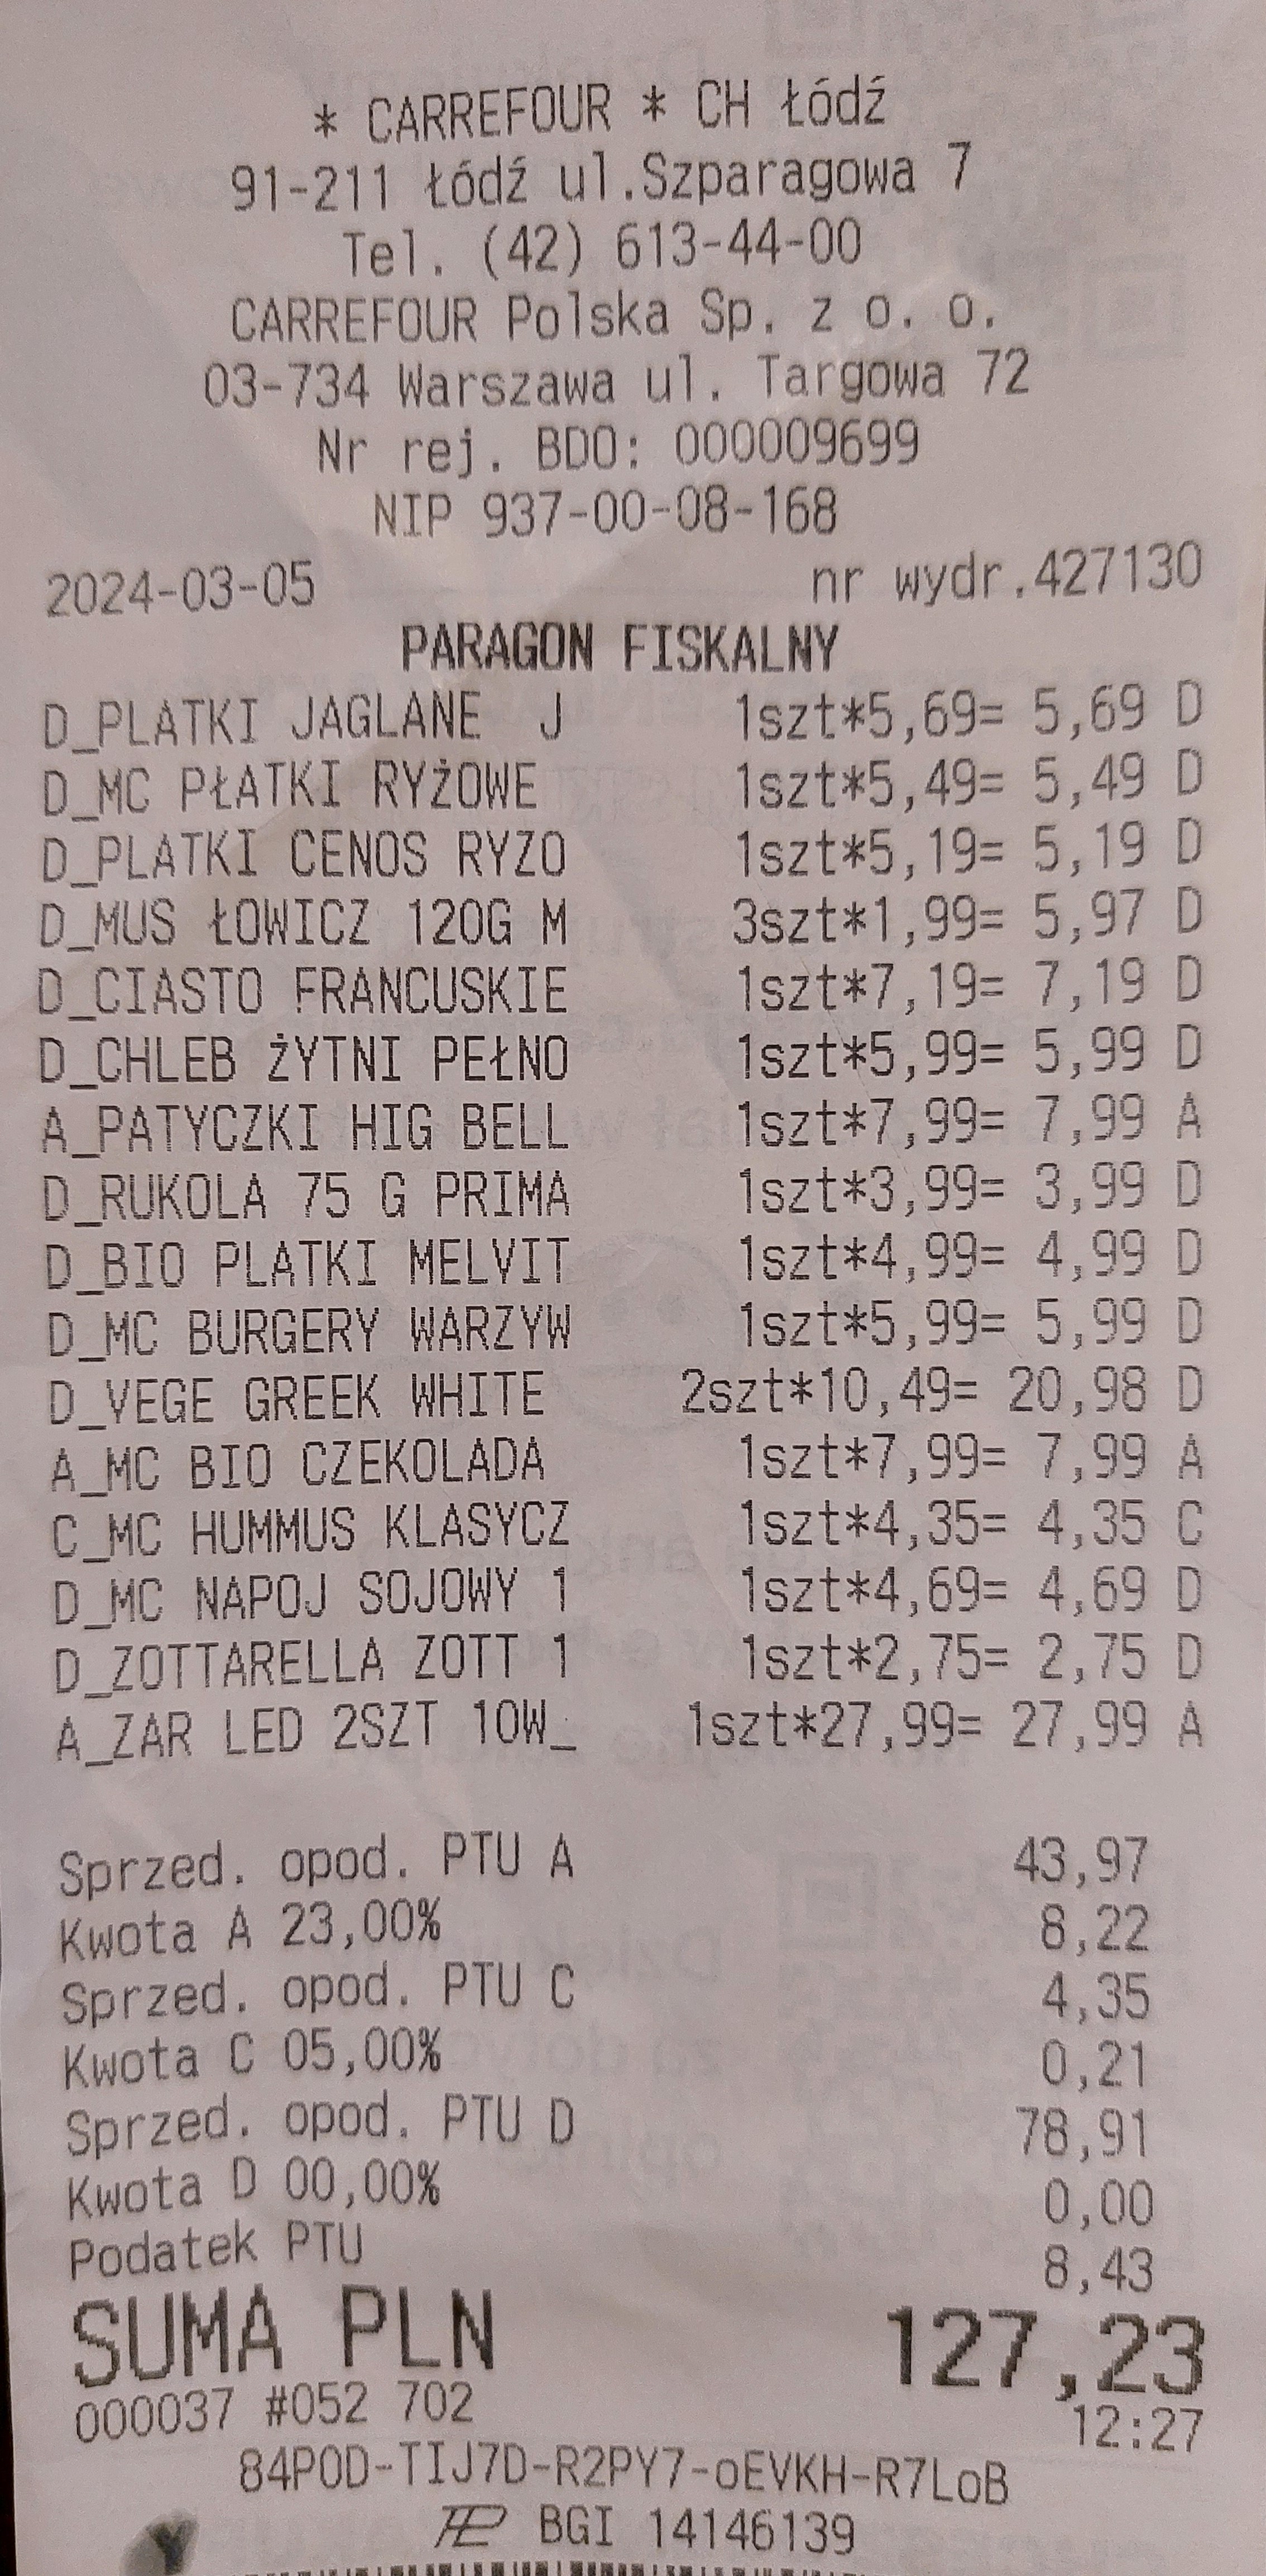 * CARREFOUR * CH Łódź
91-211 Łódź ul.Szparagowa 7
Tel. (42) 613-44-00
CARREFOUR Polska Sp. z o. o.
03-734 Warszawa ul. Targowa 72
Nr rej. BDO: 000009699
NIP 937-00-08-168
2024-03-05 nr wydr.427130
PARAGON FISKALNY
D_PLATKI JAGLANE J 1szt*5,69= 5,69 D
D_MC PŁATKI RYŻOWE 1szt*5,49= 5,49 D
D_PLATKI CENOS RYZO 1szt*5,19= 5,19 D
D_MUS ŁOWICZ 120G M 3szt*1,99= 5,97 D
D_CIASTO FRANCUSKIE 1szt*7,19= 7,19 D
D_CHLEB ŻYTNI PEŁNO 1szt*5,99= 5,99 D
A_PATYCZKI HIG BELL 1szt*7,99= 7,99 A
D_RUKOLA 75 G PRIMA 1szt*3,99= 3,99 D
D_BIO PLATKI MELVIT 1szt*4,99= 4,99 D
D_MC BURGERY WARZYW 1szt*5,99= 5,99 D
D_VEGE GREEK WHITE 2szt*10,49= 20,98 D
A_MC BIO CZEKOLADA 1szt*7,99= 7,99 A
C_MC HUMMUS KLASYCZ 1szt*4,35= 4,35 C
D_MC NAPOJ SOJOWY 1 1szt*4,69= 4,69 D
D_ZOTTARELLA ZOTT 1 1szt*2,75= 2,75 D
A_ZAR LED 2SZT 10W_ 1szt*27,99= 27,99 A
Sprzed. opod. PTU A 43,97
Kwota A 23,00% 8,22
Sprzed. opod. PTU C 4,35
Kwota C 05,00% 0,21
Sprzed. opod. PTU D 78,91
Kwota D 00,00% 0,00
Podatek PTU 8,43
SUMA PLN 127,23
000037 #052 702 12:27
84POD-TIJ7D-R2PY7-oEVKH-R7LoB
BGI 14146139